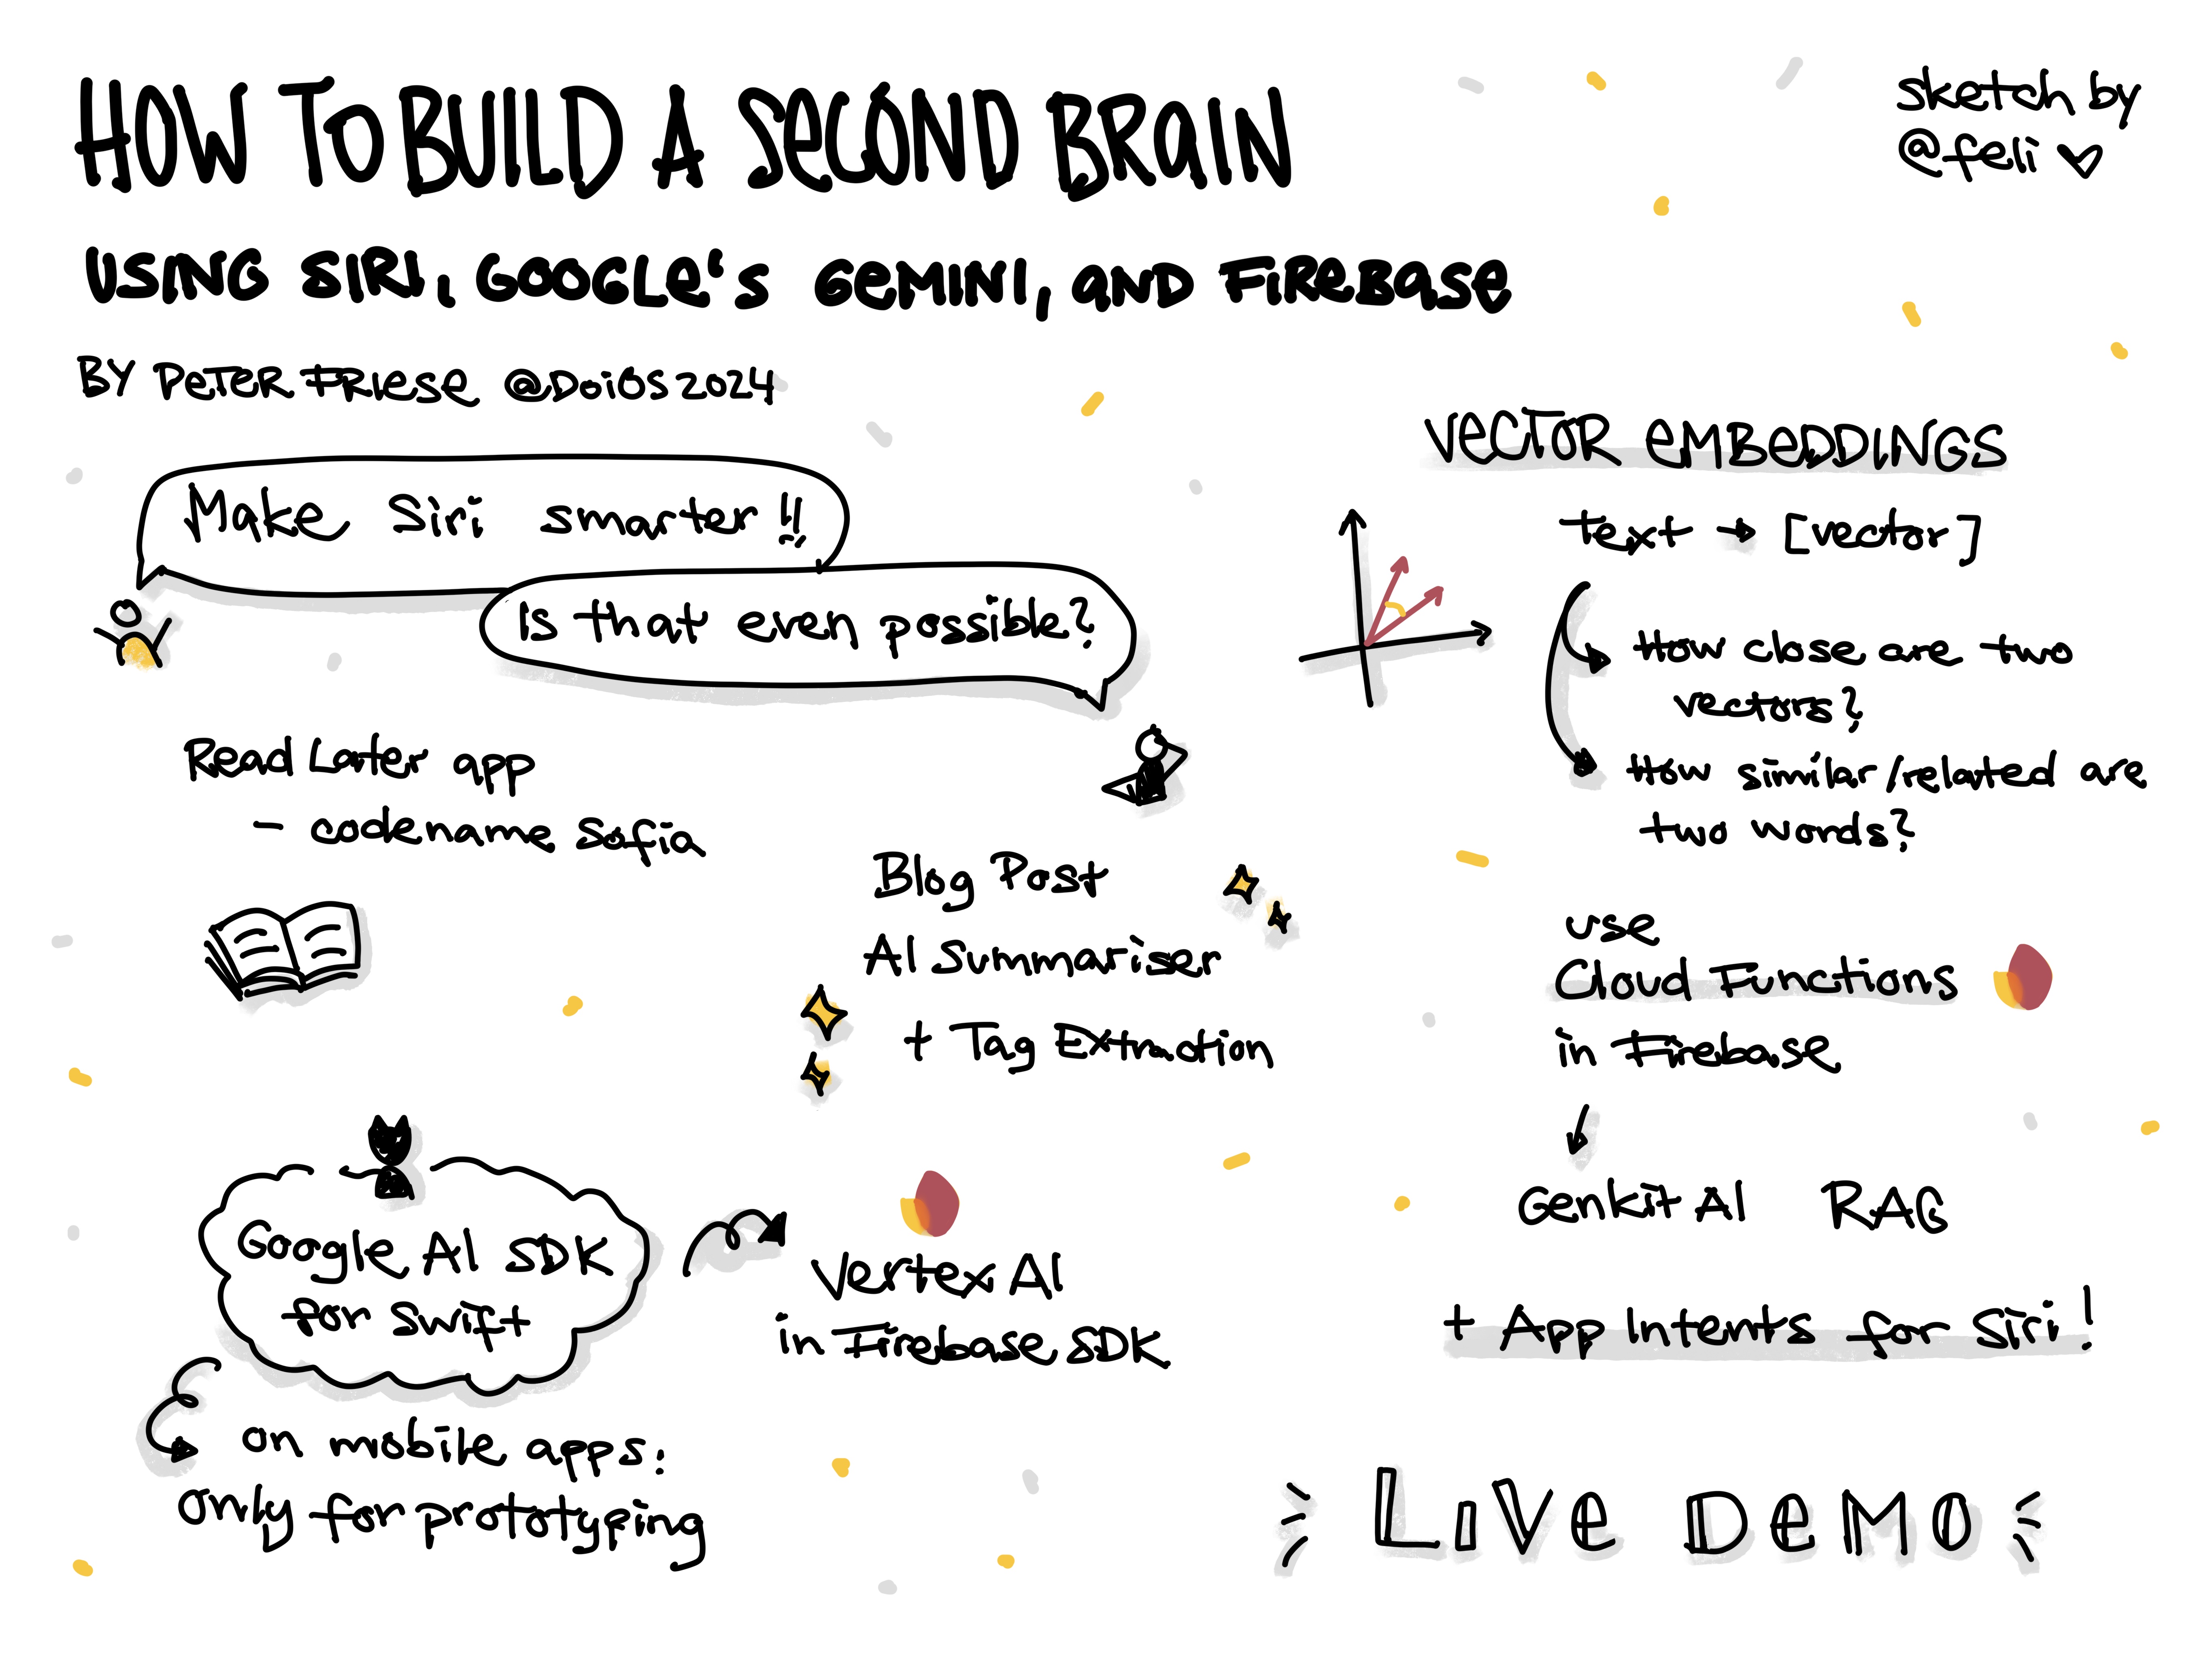 HOW TO BUILD A SECOND BRAIN
USING SIRI, GOOGLE's GEMINI, AND FIREBASE
BY PETER FRIESE @DoiOS 2024
sketch by
@feli
Make Siri smarter!!
is that even possible?
Read Later app
- codename Sofia
Blog Post
AI Summariser
+ Tag Extraction
Google AI SDK
for Swift
on mobile apps:
only for prototyping
Vertex AI
in Firebase SDK
VECTOR EMBEDDINGS
text → [vector]
How close are two
vectors?
How similar/related are
two words?
use
Cloud Functions
in Firebase
Genkit AI RAG
+ App Intents for Siri!
LIVE DEMO